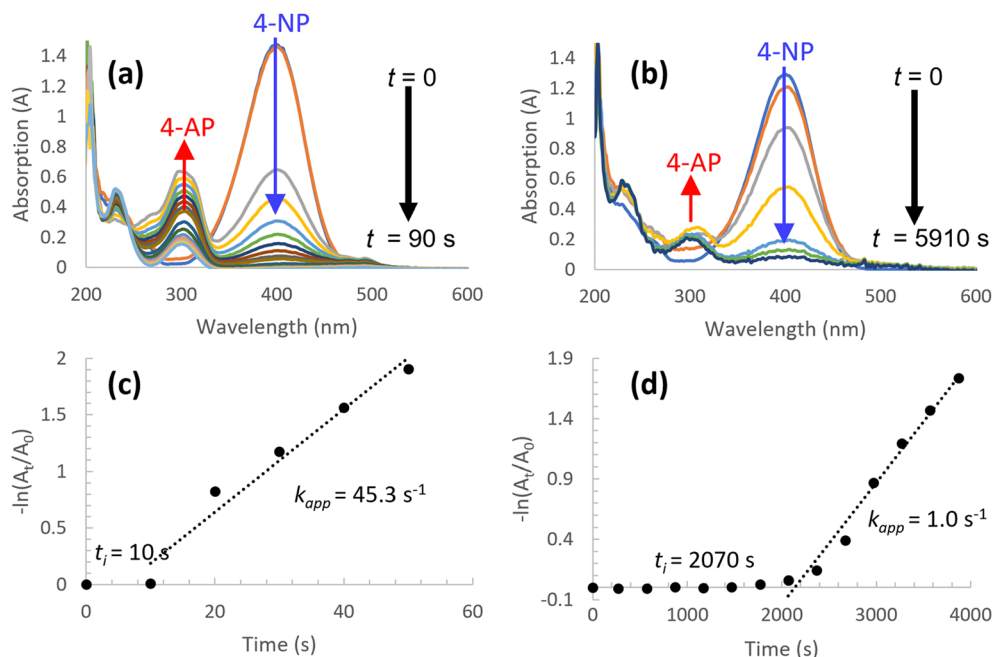 (a)
4-NP
t = 0
4-AP
t = 90 s
Absorption (A)
1.4
1.2
1
0.8
0.6
0.4
0.2
0
200
300
400
500
600
Wavelength (nm)
(b)
4-NP
t = 0
4-AP
t = 5910 s
Absorption (A)
1.4
1.2
1
0.8
0.6
0.4
0.2
0
200
300
400
500
600
Wavelength (nm)
(c)
-ln(At/A0)
2
1.5
1
0.5
0
kapp = 45.3 s-1
ti = 10 s
0
20
40
60
Time (s)
(d)
-ln(At/A0)
1.9
1.4
0.9
0.4
-0.1
kapp = 1.0 s-1
ti = 2070 s
0
1000
2000
3000
4000
Time (s)